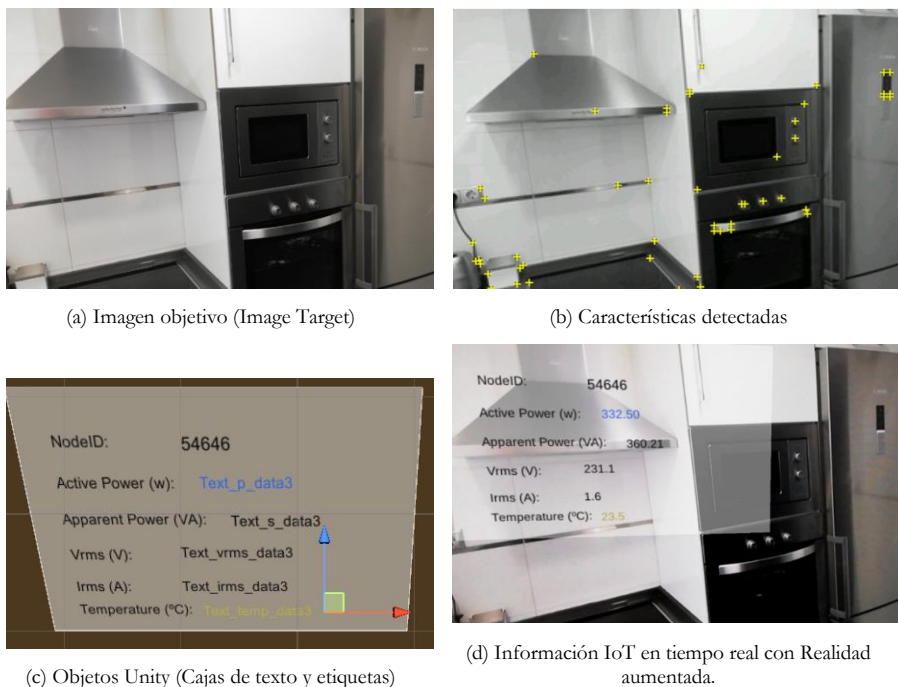 (a) Imagen objetivo (Image Target)
(b) Características detectadas
NodeID: 54646
Active Power (w): Text_p_data3
Apparent Power (VA): Text_s_data3
Vrms (V): Text_vrms_data3
Irms (A): Text_irms_data3
Temperature (ºC): Text_temp_data3
(c) Objetos Unity (Cajas de texto y etiquetas)
NodeID: 54646
Active Power (w): 332.50
Apparent Power (VA): 360.21
Vrms (V): 231.1
Irms (A): 1.6
Temperature (ºC): 23.5
(d) Información IoT en tiempo real con Realidad
aumentada.